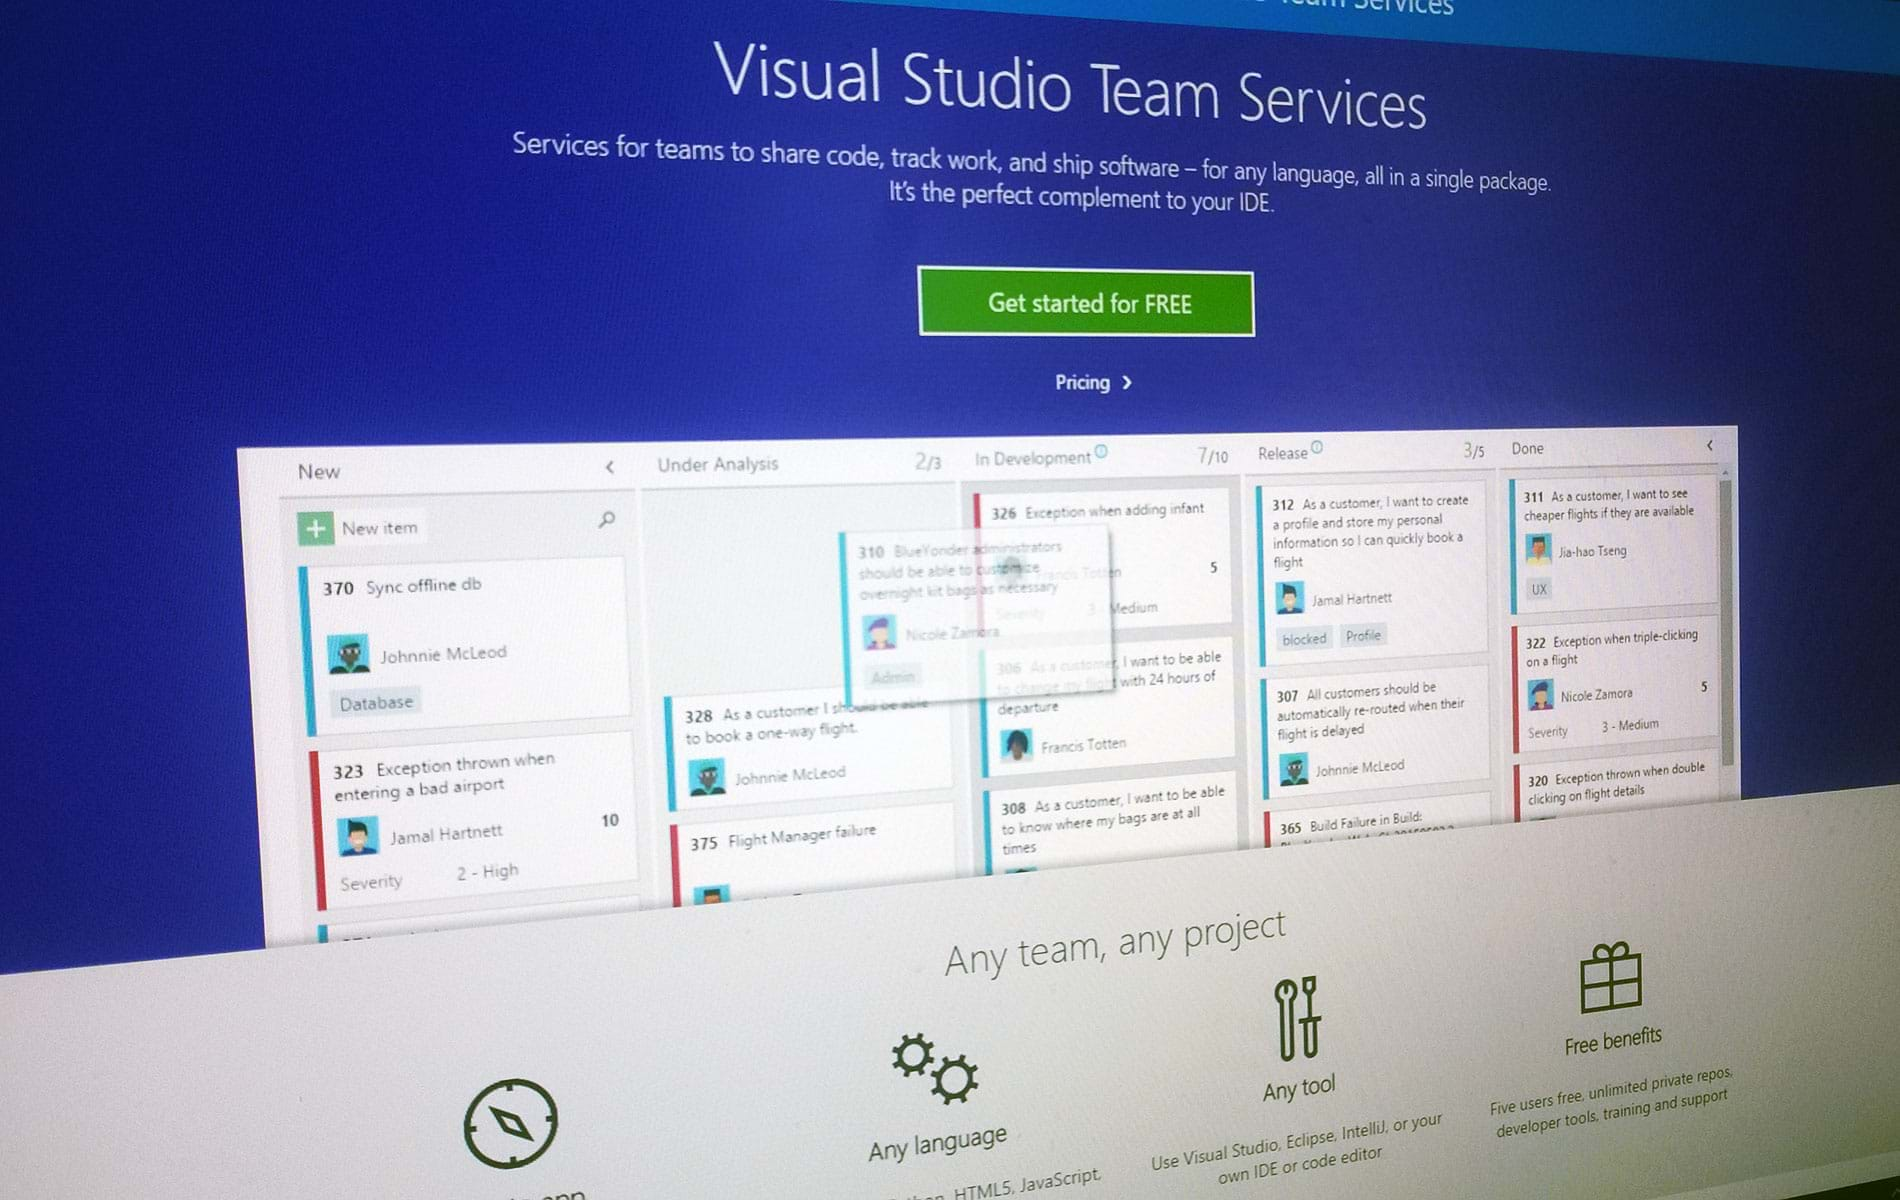 Team Services
Visual Studio Team Services
Services for teams to share code, track work, and ship software – for any language, all in a single package.
It's the perfect complement to your IDE.
Get started for FREE
Pricing
New
New item
370 Sync offline db
Johnnie McLeod
Database
323 Exception thrown when
entering a bad airport
Jamal Hartnett
10
Severity 2 - High
Under Analysis 2/3
328 As a customer I should be able
to book a one-way flight.
Johnnie McLeod
375 Flight Manager failure
310 BlueYonder administrators
should be able to customize
overnight kit bags as necessary
Nicole Zamora
Admin
In Development 7/10
326 Exception when adding infant
Francis Totten
5
Severity 3 - Medium
306 As a customer, I want to be able
to change my flight with 24 hours of
departure
Francis Totten
308 As a customer, I want to be able
to know where my bags are at all
times
Release 3/5
312 As a customer, I want to create
a profile and store my personal
information so I can quickly book a
flight
Jamal Hartnett
blocked Profile
307 All customers should be
automatically re-routed when their
flight is delayed
Johnnie McLeod
365 Build Failure in Build:
Done
311 As a customer, I want to see
cheaper flights if they are available
Jia-hao Tseng
UX
322 Exception when triple-clicking
on a flight
Nicole Zamora
5
Severity 3 - Medium
320 Exception thrown when double
clicking on flight details
Any team, any project
Any language
HTML5, JavaScript,
Any tool
Use Visual Studio, Eclipse, IntelliJ, or your
own IDE or code editor
Free benefits
Five users free, unlimited private repos,
developer tools, training and support